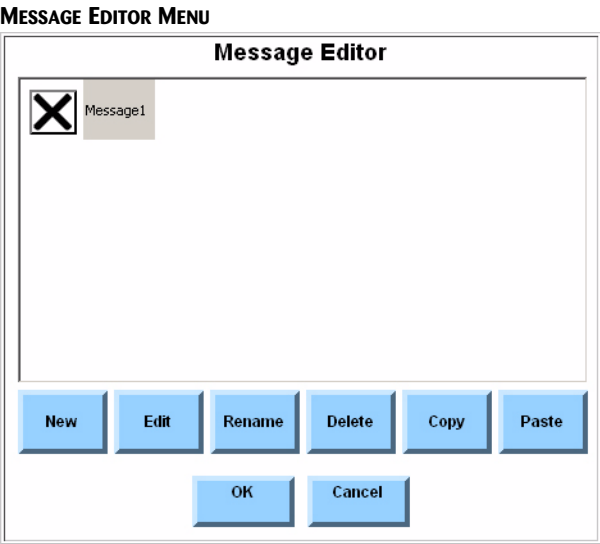 MESSAGE EDITOR MENU
Message Editor
Message1
New Edit Rename Delete Copy Paste
OK Cancel